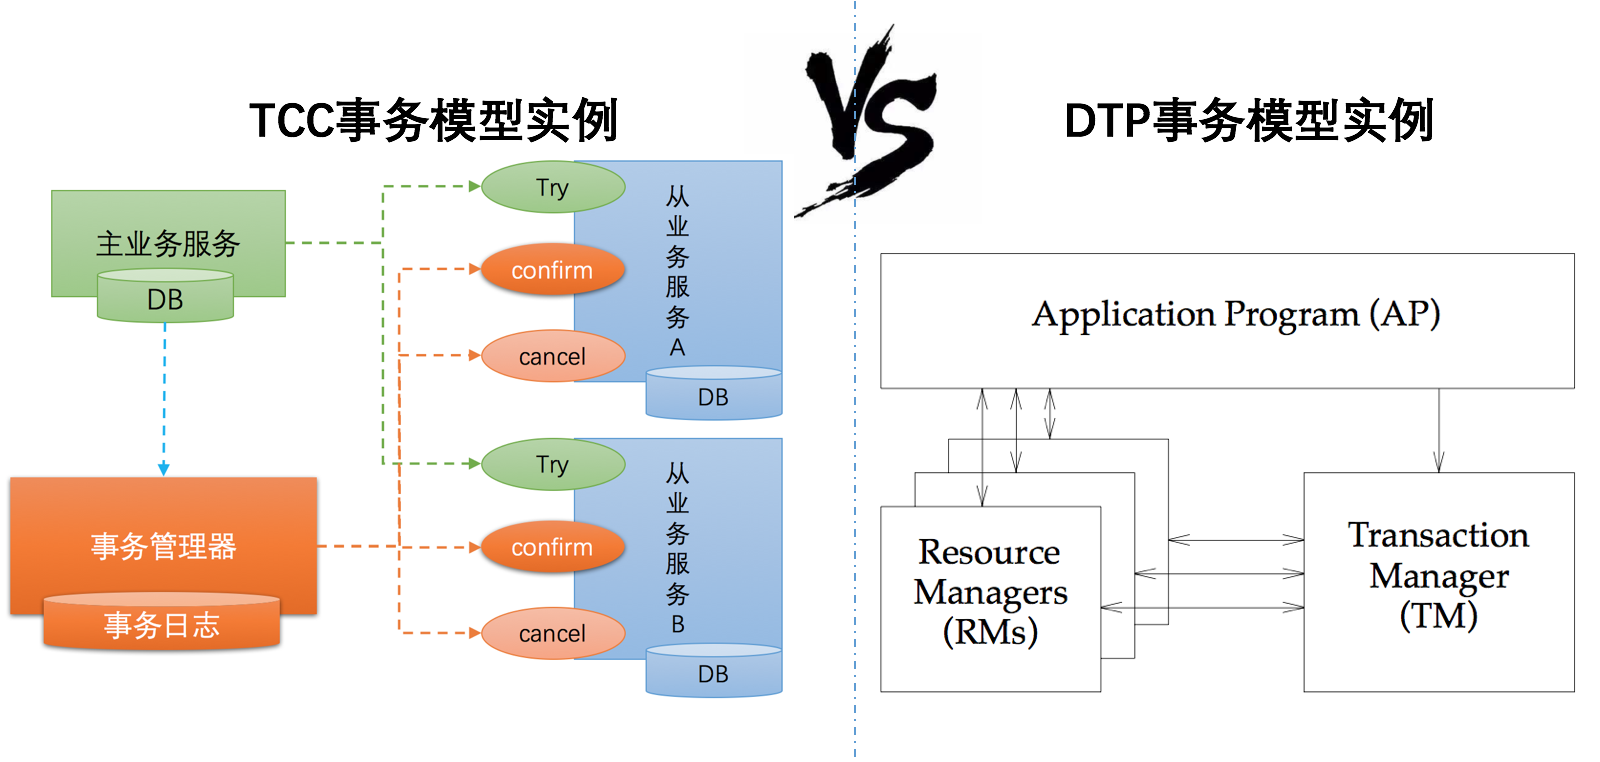 TCC事务模型实例
VS
DTP事务模型实例
主业务服务
DB
事务管理器
事务日志
Try
confirm
cancel
从
业
务
服
务
A
DB
Try
confirm
cancel
从
业
务
服
务
B
DB
Application Program (AP)
Resource
Managers
(RMs)
Transaction
Manager
(TM)